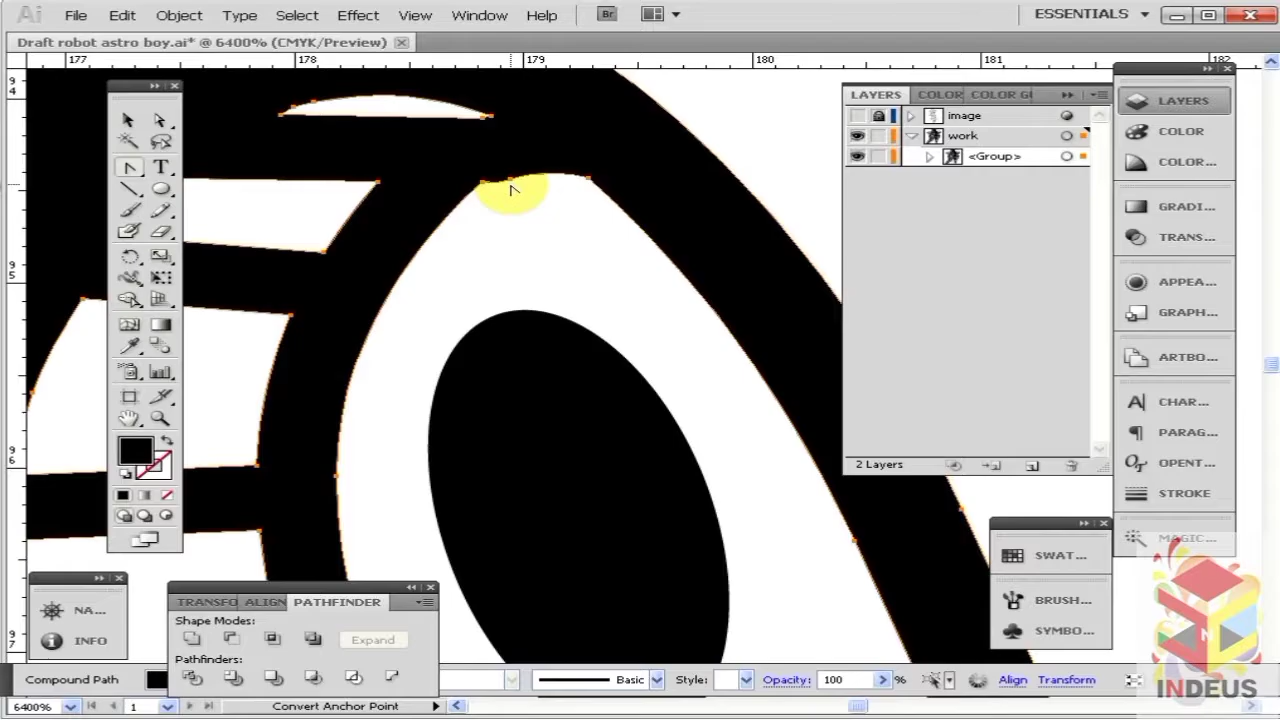 Ai File Edit Object Type Select Effect View Window Help Br ESSENTIALS
Draft robot astro boy.ai* @ 6400% (CMYK/Preview)
177 178 179 180 181 182
LAYERS COLOR COLOR GI
image
work
<Group>
2 Layers
LAYERS
COLOR
COLOR...
GRADI...
TRANS...
APPEA...
GRAPH...
ARTBO...
CHAR...
PARAG...
OPENT...
STROKE
MAGIC...
SWAT...
BRUSH...
SYMBO...
NA...
INFO
TRANSFO ALIGN PATHFINDER
Shape Modes:
Expand
Pathfinders:
Compound Path Basic Style: Opacity: 100 % Align Transform
6400% 1 Convert Anchor Point
INDEUS